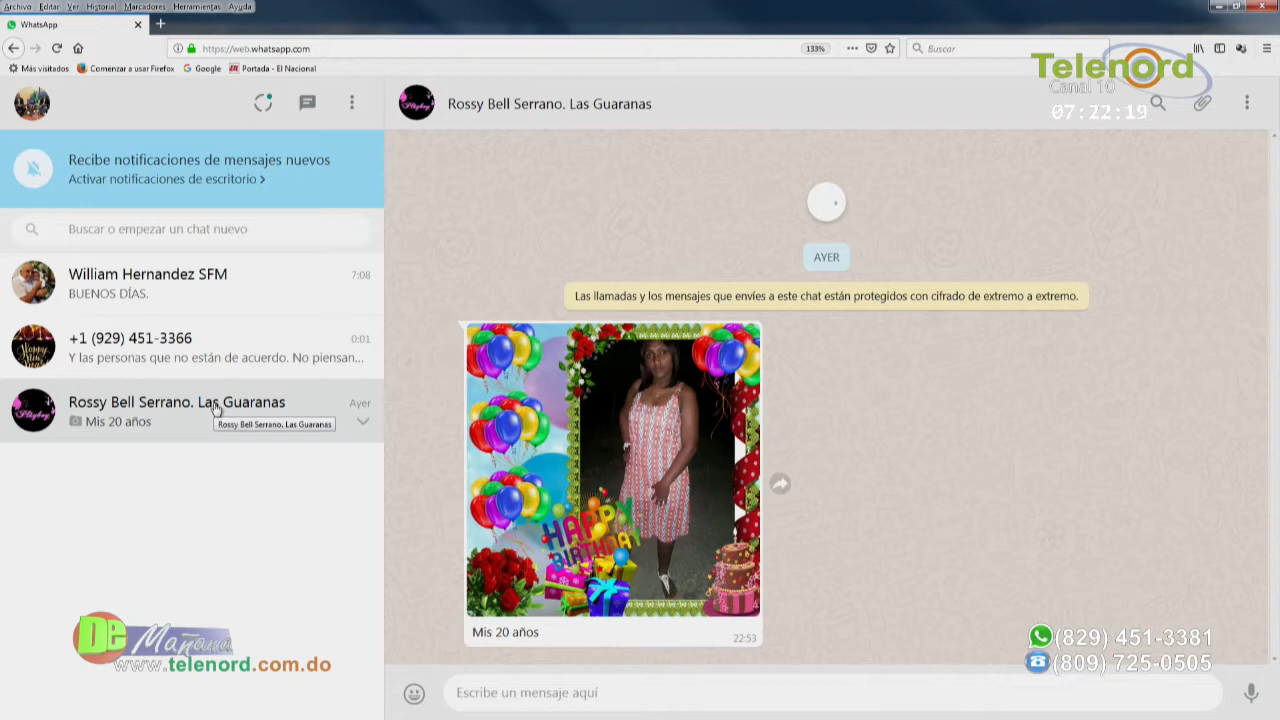 Archivo Editar Ver Historial Marcadores Herramientas Ayuda
WhatsApp
https://web.whatsapp.com
133%
Buscar
Más visitados Comenzar a usar Firefox Google Portada - El Nacional
Telenord
Canal 10
07:22:19
Rossy Bell Serrano. Las Guaranas
Recibe notificaciones de mensajes nuevos
Activar notificaciones de escritorio >
Buscar o empezar un chat nuevo
William Hernandez SFM 7:08
BUENOS DÍAS.
+1 (929) 451-3366 0:01
Y las personas que no están de acuerdo. No piensan...
Rossy Bell Serrano. Las Guaranas Ayer
Mis 20 años
Rossy Bell Serrano. Las Guaranas
AYER
Las llamadas y los mensajes que envíes a este chat están protegidos con cifrado de extremo a extremo.
HAPPY
BIRTHDAY
Mis 20 años
22:53
Escribe un mensaje aquí
De Mañana
www.telenord.com.do
(829) 451-3381
(809) 725-0505